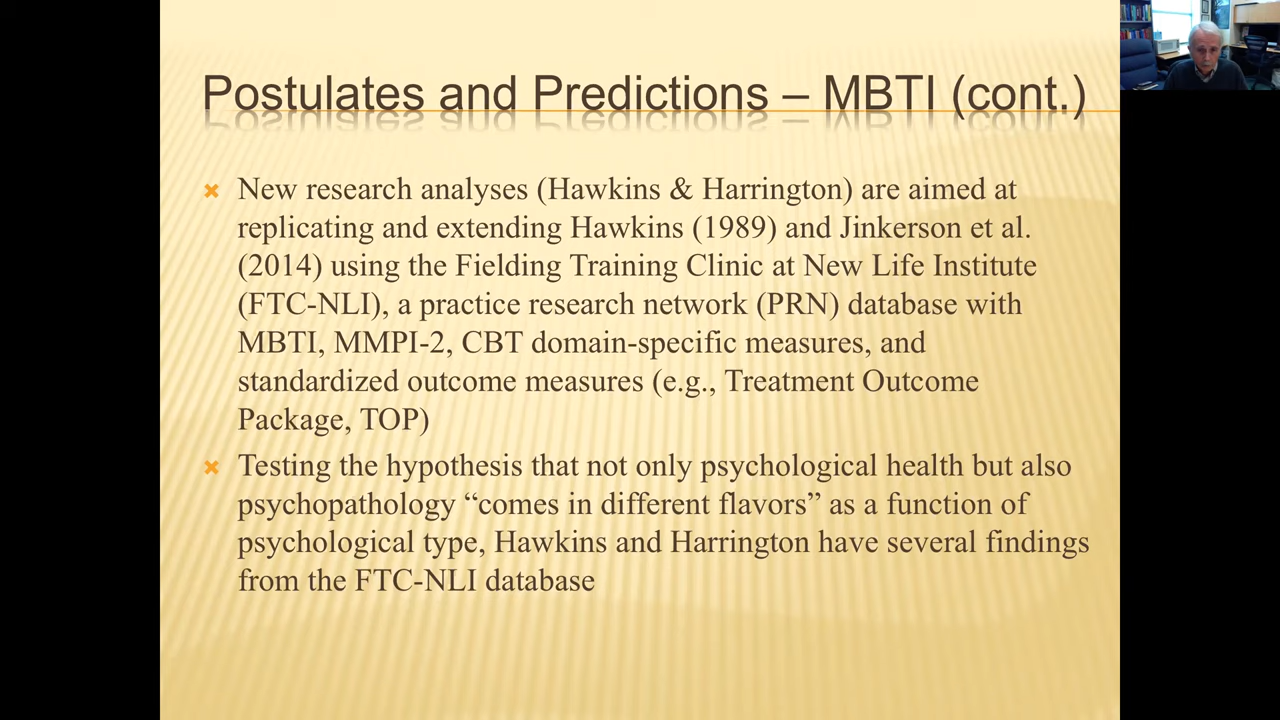 Postulates and Predictions – MBTI (cont.)
New research analyses (Hawkins & Harrington) are aimed at
replicating and extending Hawkins (1989) and Jinkerson et al.
(2014) using the Fielding Training Clinic at New Life Institute
(FTC-NLI), a practice research network (PRN) database with
MBTI, MMPI-2, CBT domain-specific measures, and
standardized outcome measures (e.g., Treatment Outcome
Package, TOP)
Testing the hypothesis that not only psychological health but also
psychopathology “comes in different flavors” as a function of
psychological type, Hawkins and Harrington have several findings
from the FTC-NLI database